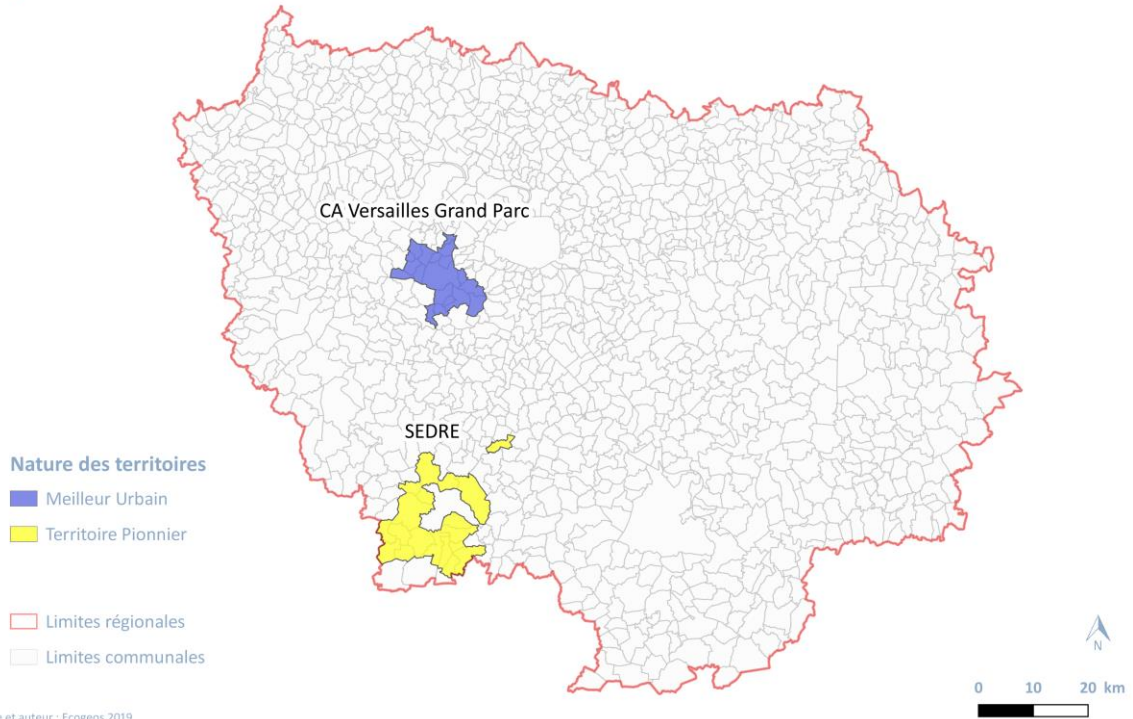 CA Versailles Grand Parc
SEDRE
Nature des territoires
Meilleur Urbain
Territoire Pionnier
Limites régionales
Limites communales
N
0 10 20 km
et auteur : Ecogeos 2019